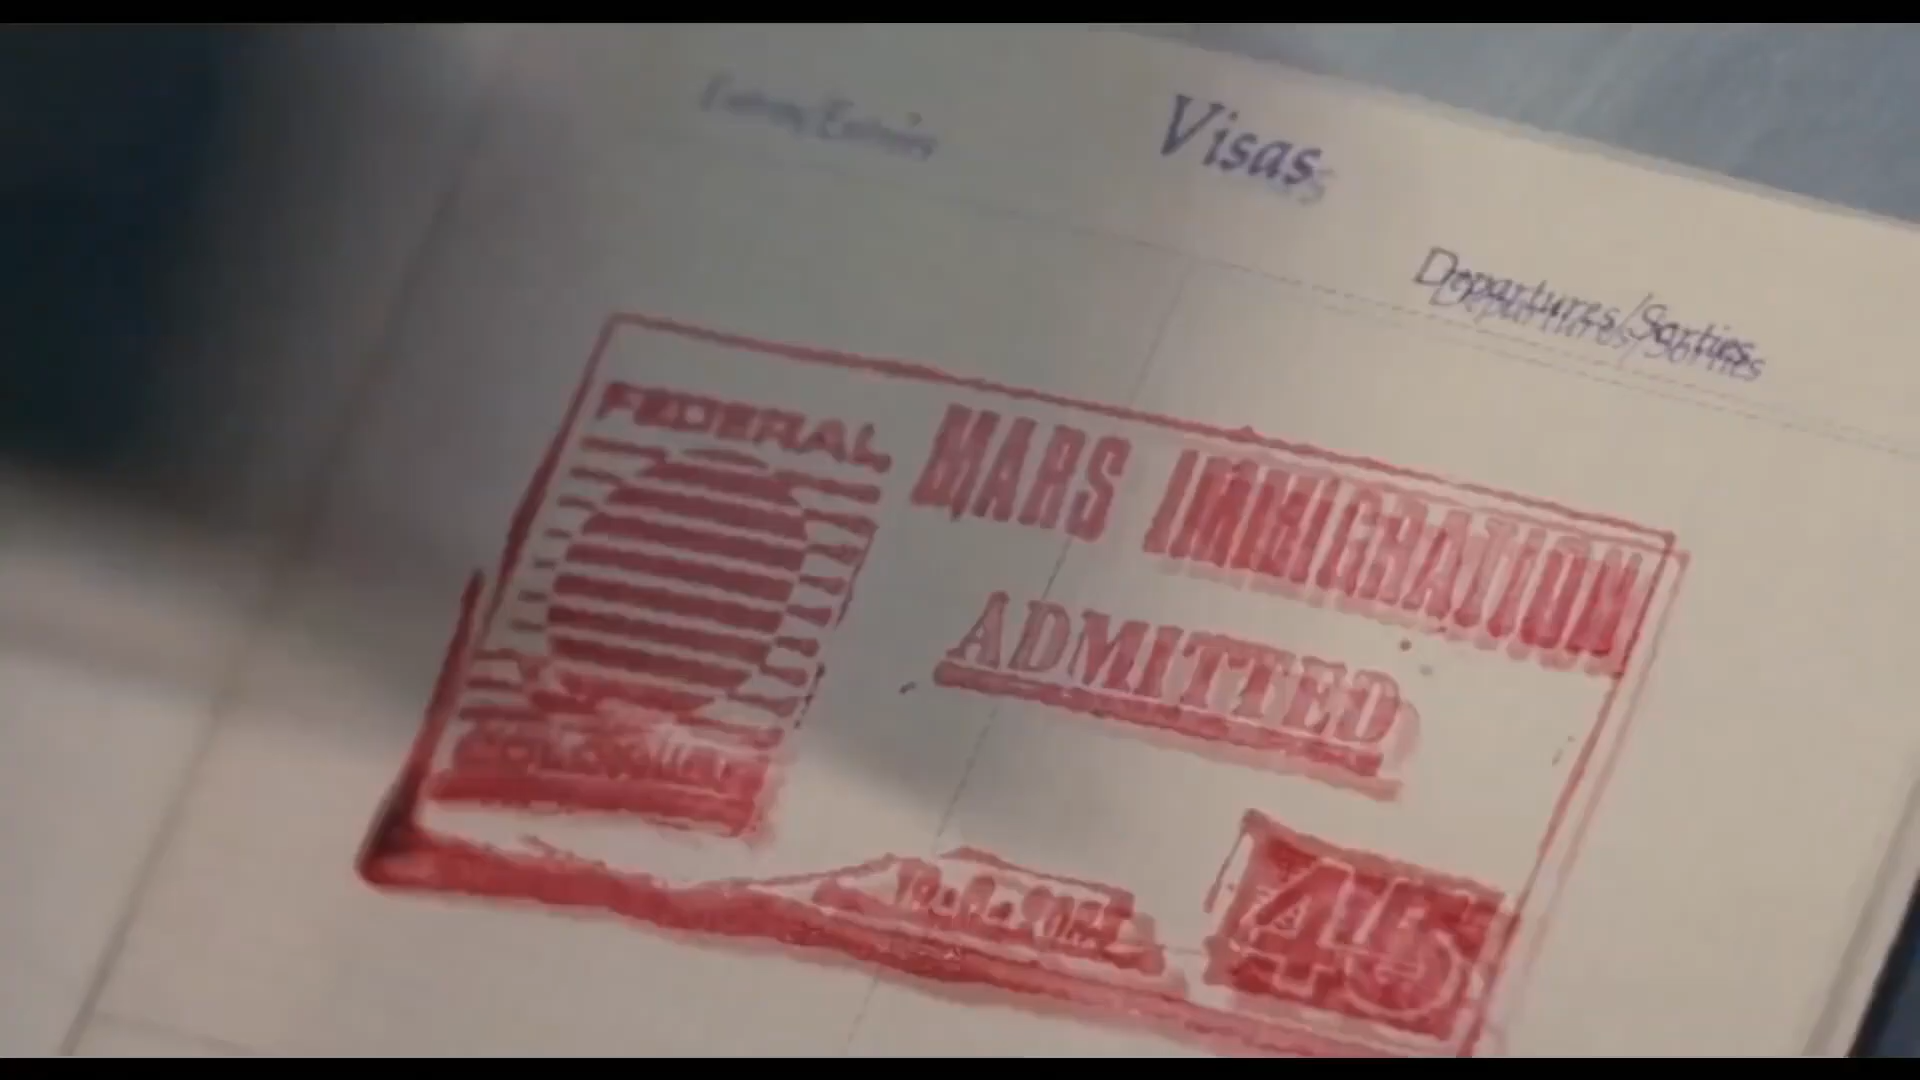 Visas
Departures/Sorties
FEDERAL
MARS IMMIGRATION
ADMITTED
45